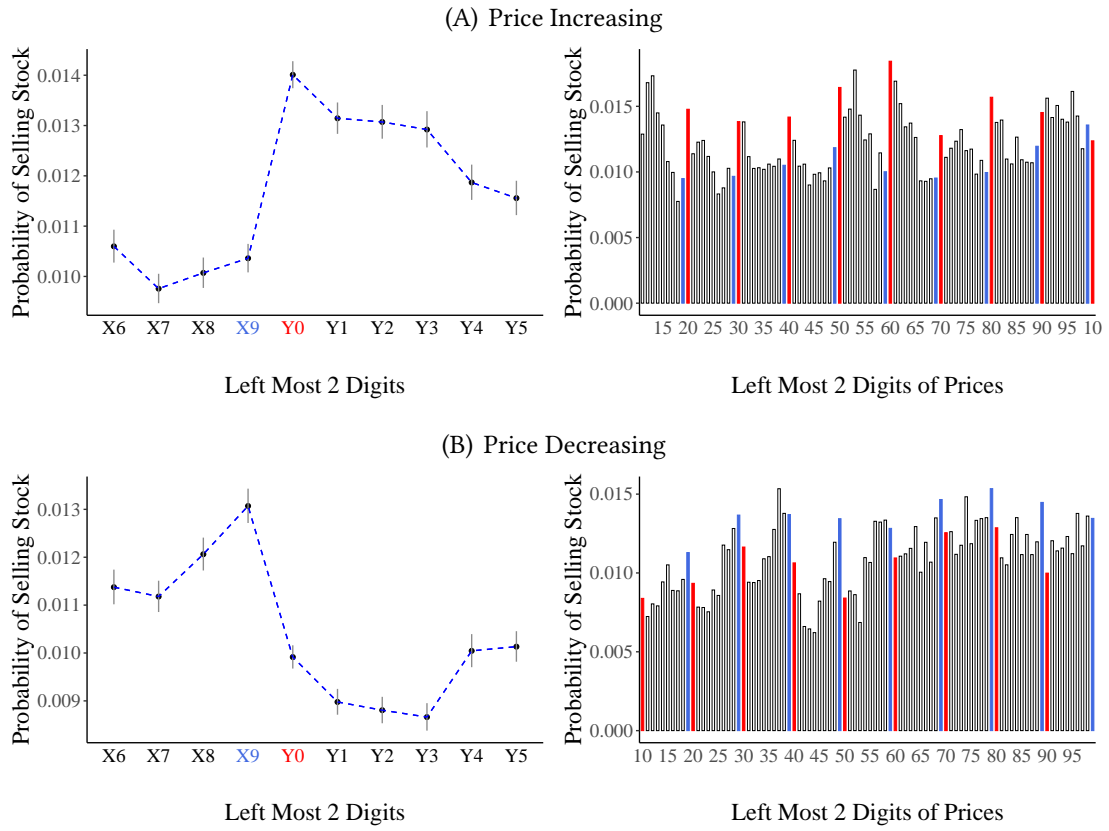 (A) Price Increasing
Probability of Selling Stock
0.014
0.013
0.012
0.011
0.010
X6 X7 X8 X9 Y0 Y1 Y2 Y3 Y4 Y5
Left Most 2 Digits
Probability of Selling Stock
0.015
0.010
0.005
0.000
15 20 25 30 35 40 45 50 55 60 65 70 75 80 85 90 95 10
Left Most 2 Digits of Prices
(B) Price Decreasing
Probability of Selling Stock
0.013
0.012
0.011
0.010
0.009
X6 X7 X8 X9 Y0 Y1 Y2 Y3 Y4 Y5
Left Most 2 Digits
Probability of Selling Stock
0.015
0.010
0.005
0.000
10 15 20 25 30 35 40 45 50 55 60 65 70 75 80 85 90 95
Left Most 2 Digits of Prices